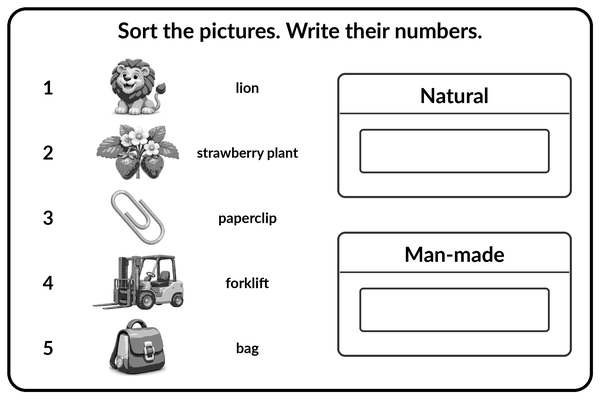 Sort the pictures. Write their numbers.
1 lion
2 strawberry plant
3 paperclip
4 forklift
5 bag
Natural
Man-made